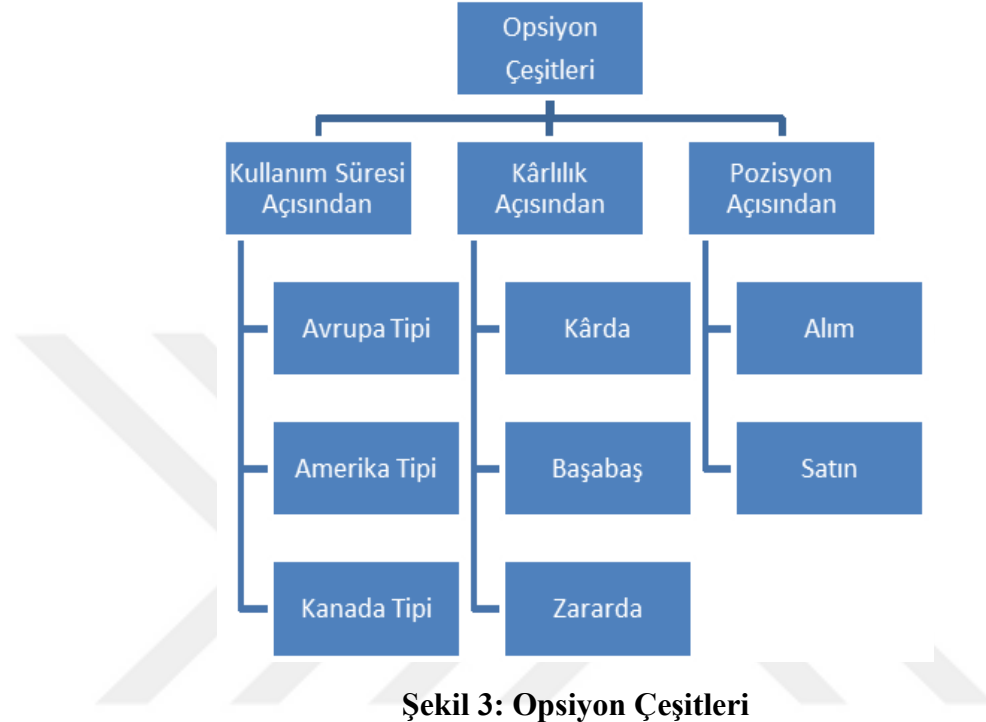 Opsiyon
Çeşitleri
Kullanım Süresi
Açısından
Kârlılık
Açısından
Pozisyon
Açısından
Avrupa Tipi
Kârda
Alım
Amerika Tipi
Başabaş
Satın
Kanada Tipi
Zararda
Şekil 3: Opsiyon Çeşitleri